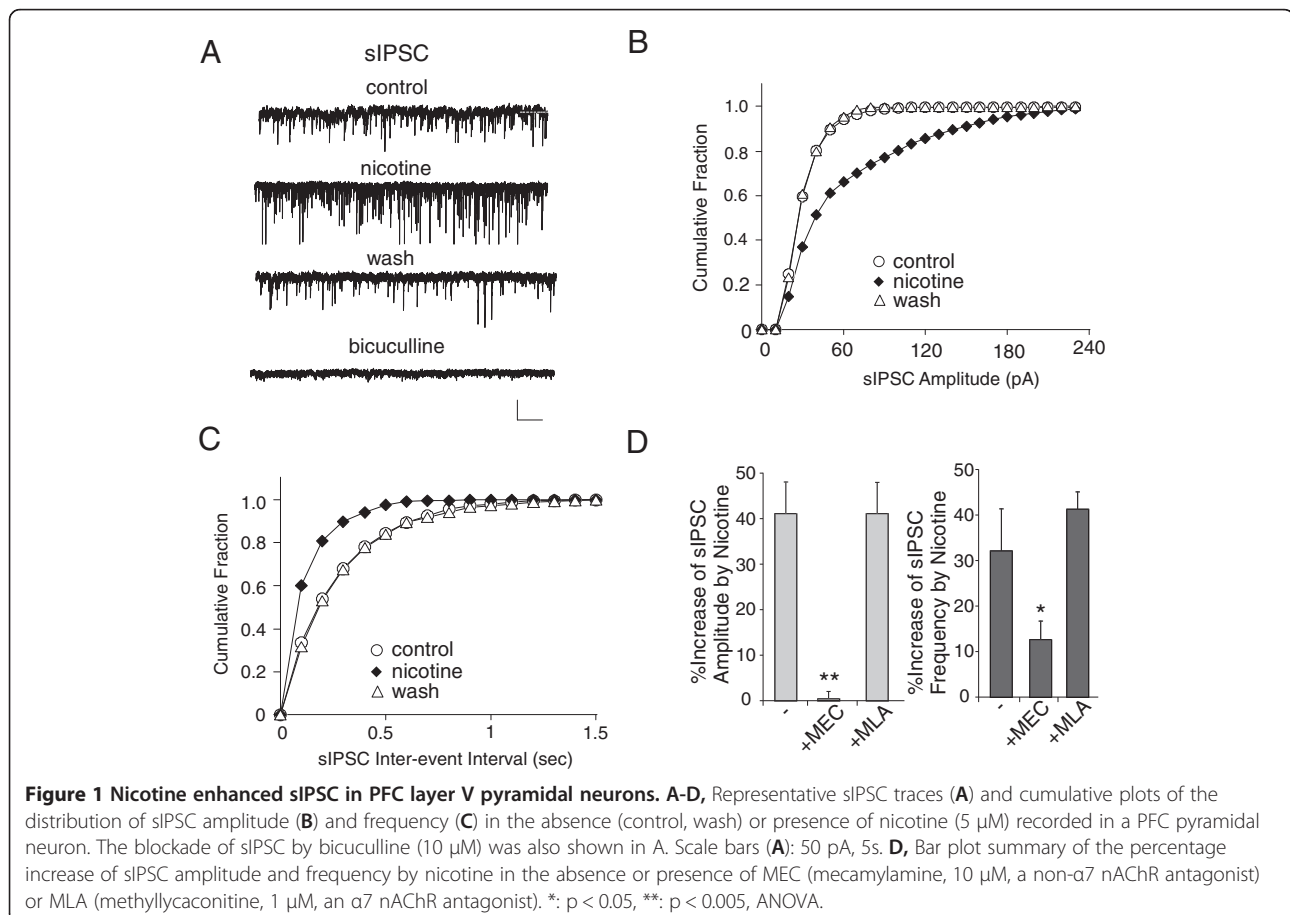 A
sIPSC
control
nicotine
wash
bicuculline
B
Cumulative Fraction
1.0
0.8
0.6
0.4
0.2
0
control
nicotine
wash
0 60 120 180 240
sIPSC Amplitude (pA)
C
Cumulative Fraction
1.0
0.8
0.6
0.4
0.2
0
control
nicotine
wash
0 0.5 1 1.5
sIPSC Inter-event Interval (sec)
D
%Increase of sIPSC
Amplitude by Nicotine
50
40
30
20
10
0
**
- +MEC +MLA
%Increase of sIPSC
Frequency by Nicotine
50
40
30
20
10
0
*
- +MEC +MLA
Figure 1 Nicotine enhanced sIPSC in PFC layer V pyramidal neurons. A-D, Representative sIPSC traces (A) and cumulative plots of the
distribution of sIPSC amplitude (B) and frequency (C) in the absence (control, wash) or presence of nicotine (5 μM) recorded in a PFC pyramidal
neuron. The blockade of sIPSC by bicuculline (10 μM) was also shown in A. Scale bars (A): 50 pA, 5s. D, Bar plot summary of the percentage
increase of sIPSC amplitude and frequency by nicotine in the absence or presence of MEC (mecamylamine, 10 μM, a non-α7 nAChR antagonist)
or MLA (methyllycaconitine, 1 μM, an α7 nAChR antagonist). *: p < 0.05, **: p < 0.005, ANOVA.